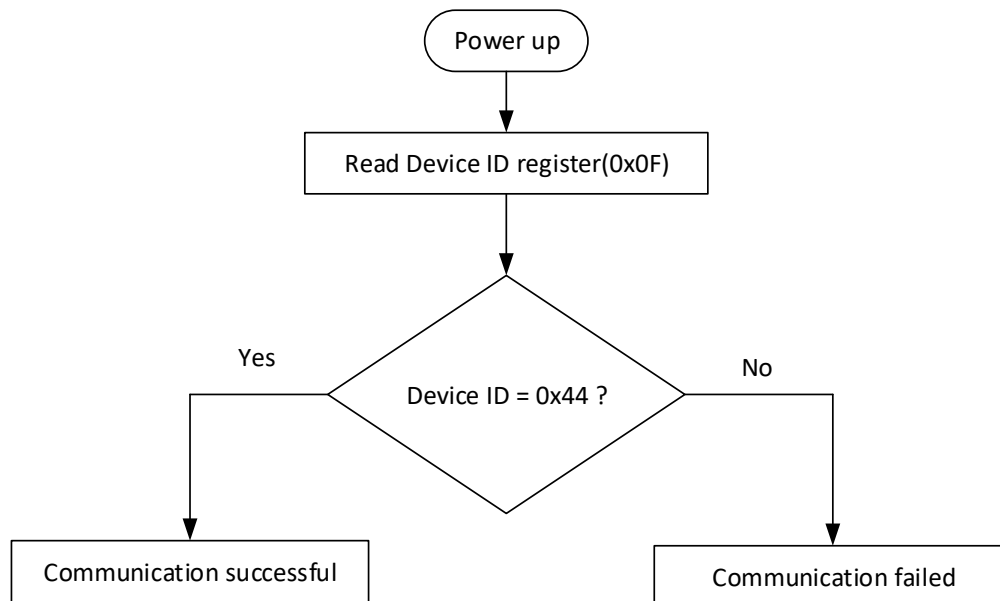 Power up
Read Device ID register(0x0F)
Yes
No
Device ID = 0x44 ?
Communication successful
Communication failed